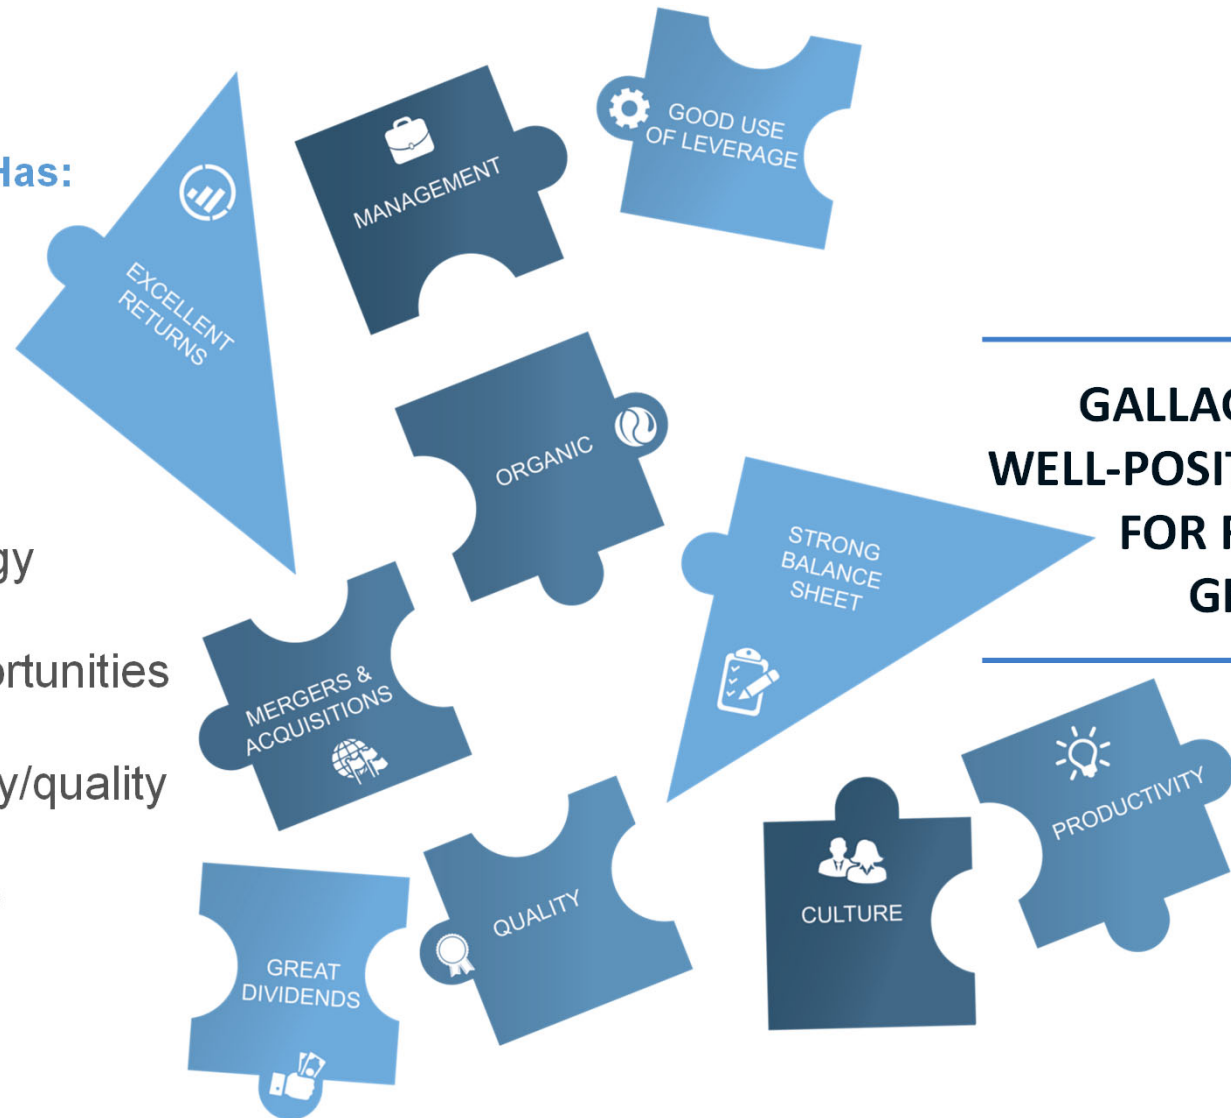 Has:
EXCELLENT
RETURNS
MANAGEMENT
GOOD USE
OF LEVERAGE
ORGANIC
STRONG
BALANCE
SHEET
MERGERS &
ACQUISITIONS
GREAT
DIVIDENDS
QUALITY
CULTURE
PRODUCTIVITY
gy
ortunities
y/quality
GALLAG
WELL-POSIT
FOR